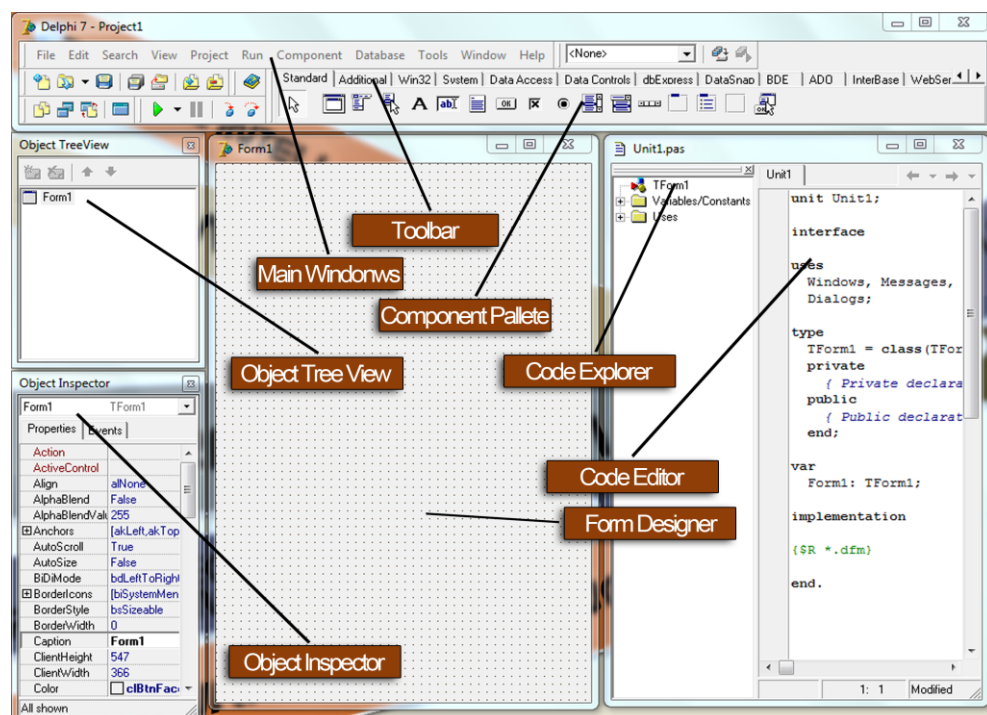 Delphi 7 - Project1
File Edit Search View Project Run Component Database Tools Window Help <None>
Standard Additional Win32 System Data Access Data Controls dbExpress DataSnap BDE ADO InterBase WebSer
Object TreeView
Form1
Form1
Object Inspector
Form1 TForm1
Properties Events
Action
ActiveControl
Align alNone
AlphaBlend False
AlphaBlendValu 255
Anchors [akLeft,akTop
AutoScroll True
AutoSize False
BiDiMode bdLeftToRight
BorderIcons [biSystemMen
BorderStyle bsSizeable
BorderWidth 0
Caption Form1
ClientHeight 547
ClientWidth 366
Color clBtnFac
All shown
Toolbar
Main Windonws
Component Pallete
Object Tree View
Code Explorer
Code Editor
Form Designer
Object Inspector
Unit1.pas
TForm1
Variables/Constants
Uses
Unit1
unit Unit1;
interface
uses
Windows, Messages,
Dialogs;
type
TForm1 = class(TFor
private
{ Private declara
public
{ Public declarat
end;
var
Form1: TForm1;
implementation
{$R *.dfm}
end.
1: 1 Modified